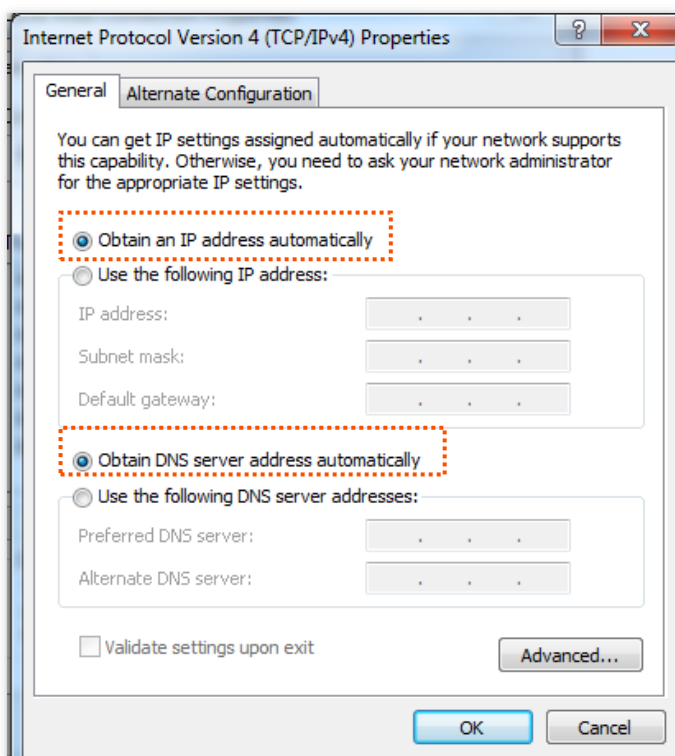 Internet Protocol Version 4 (TCP/IPv4) Properties
General
Alternate Configuration
You can get IP settings assigned automatically if your network supports
this capability. Otherwise, you need to ask your network administrator
for the appropriate IP settings.
Obtain an IP address automatically
Use the following IP address:
IP address:
Subnet mask:
Default gateway:
Obtain DNS server address automatically
Use the following DNS server addresses:
Preferred DNS server:
Alternate DNS server:
Validate settings upon exit
Advanced...
OK
Cancel